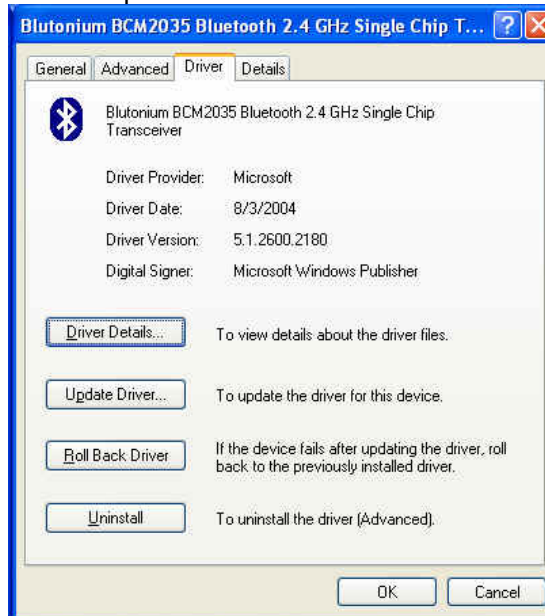 Blutonium BCM2035 Bluetooth 2.4 GHz Single Chip T...
General Advanced Driver Details
Blutonium BCM2035 Bluetooth 2.4 GHz Single Chip
Transceiver
Driver Provider: Microsoft
Driver Date: 8/3/2004
Driver Version: 5.1.2600.2180
Digital Signer: Microsoft Windows Publisher
Driver Details... To view details about the driver files.
Update Driver... To update the driver for this device.
Roll Back Driver If the device fails after updating the driver, roll
back to the previously installed driver.
Uninstall To uninstall the driver (Advanced).
OK Cancel